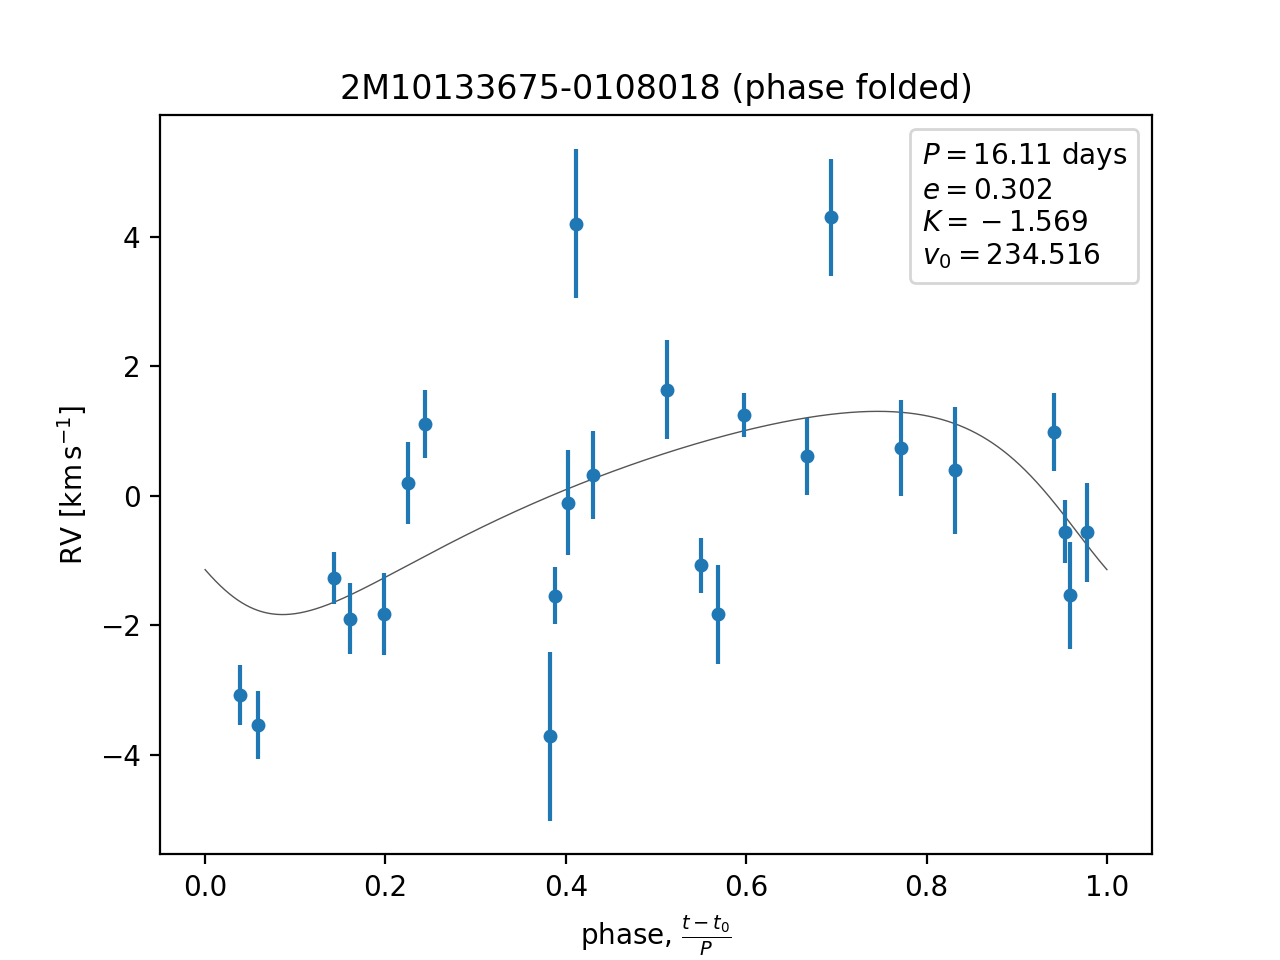 2M10133675-0108018 (phase folded)
P = 16.11 days
e = 0.302
K = −1.569
v₀ = 234.516
4
2
0
−2
−4
RV [km s⁻¹]
0.0 0.2 0.4 0.6 0.8 1.0
phase, (t − t₀)/P